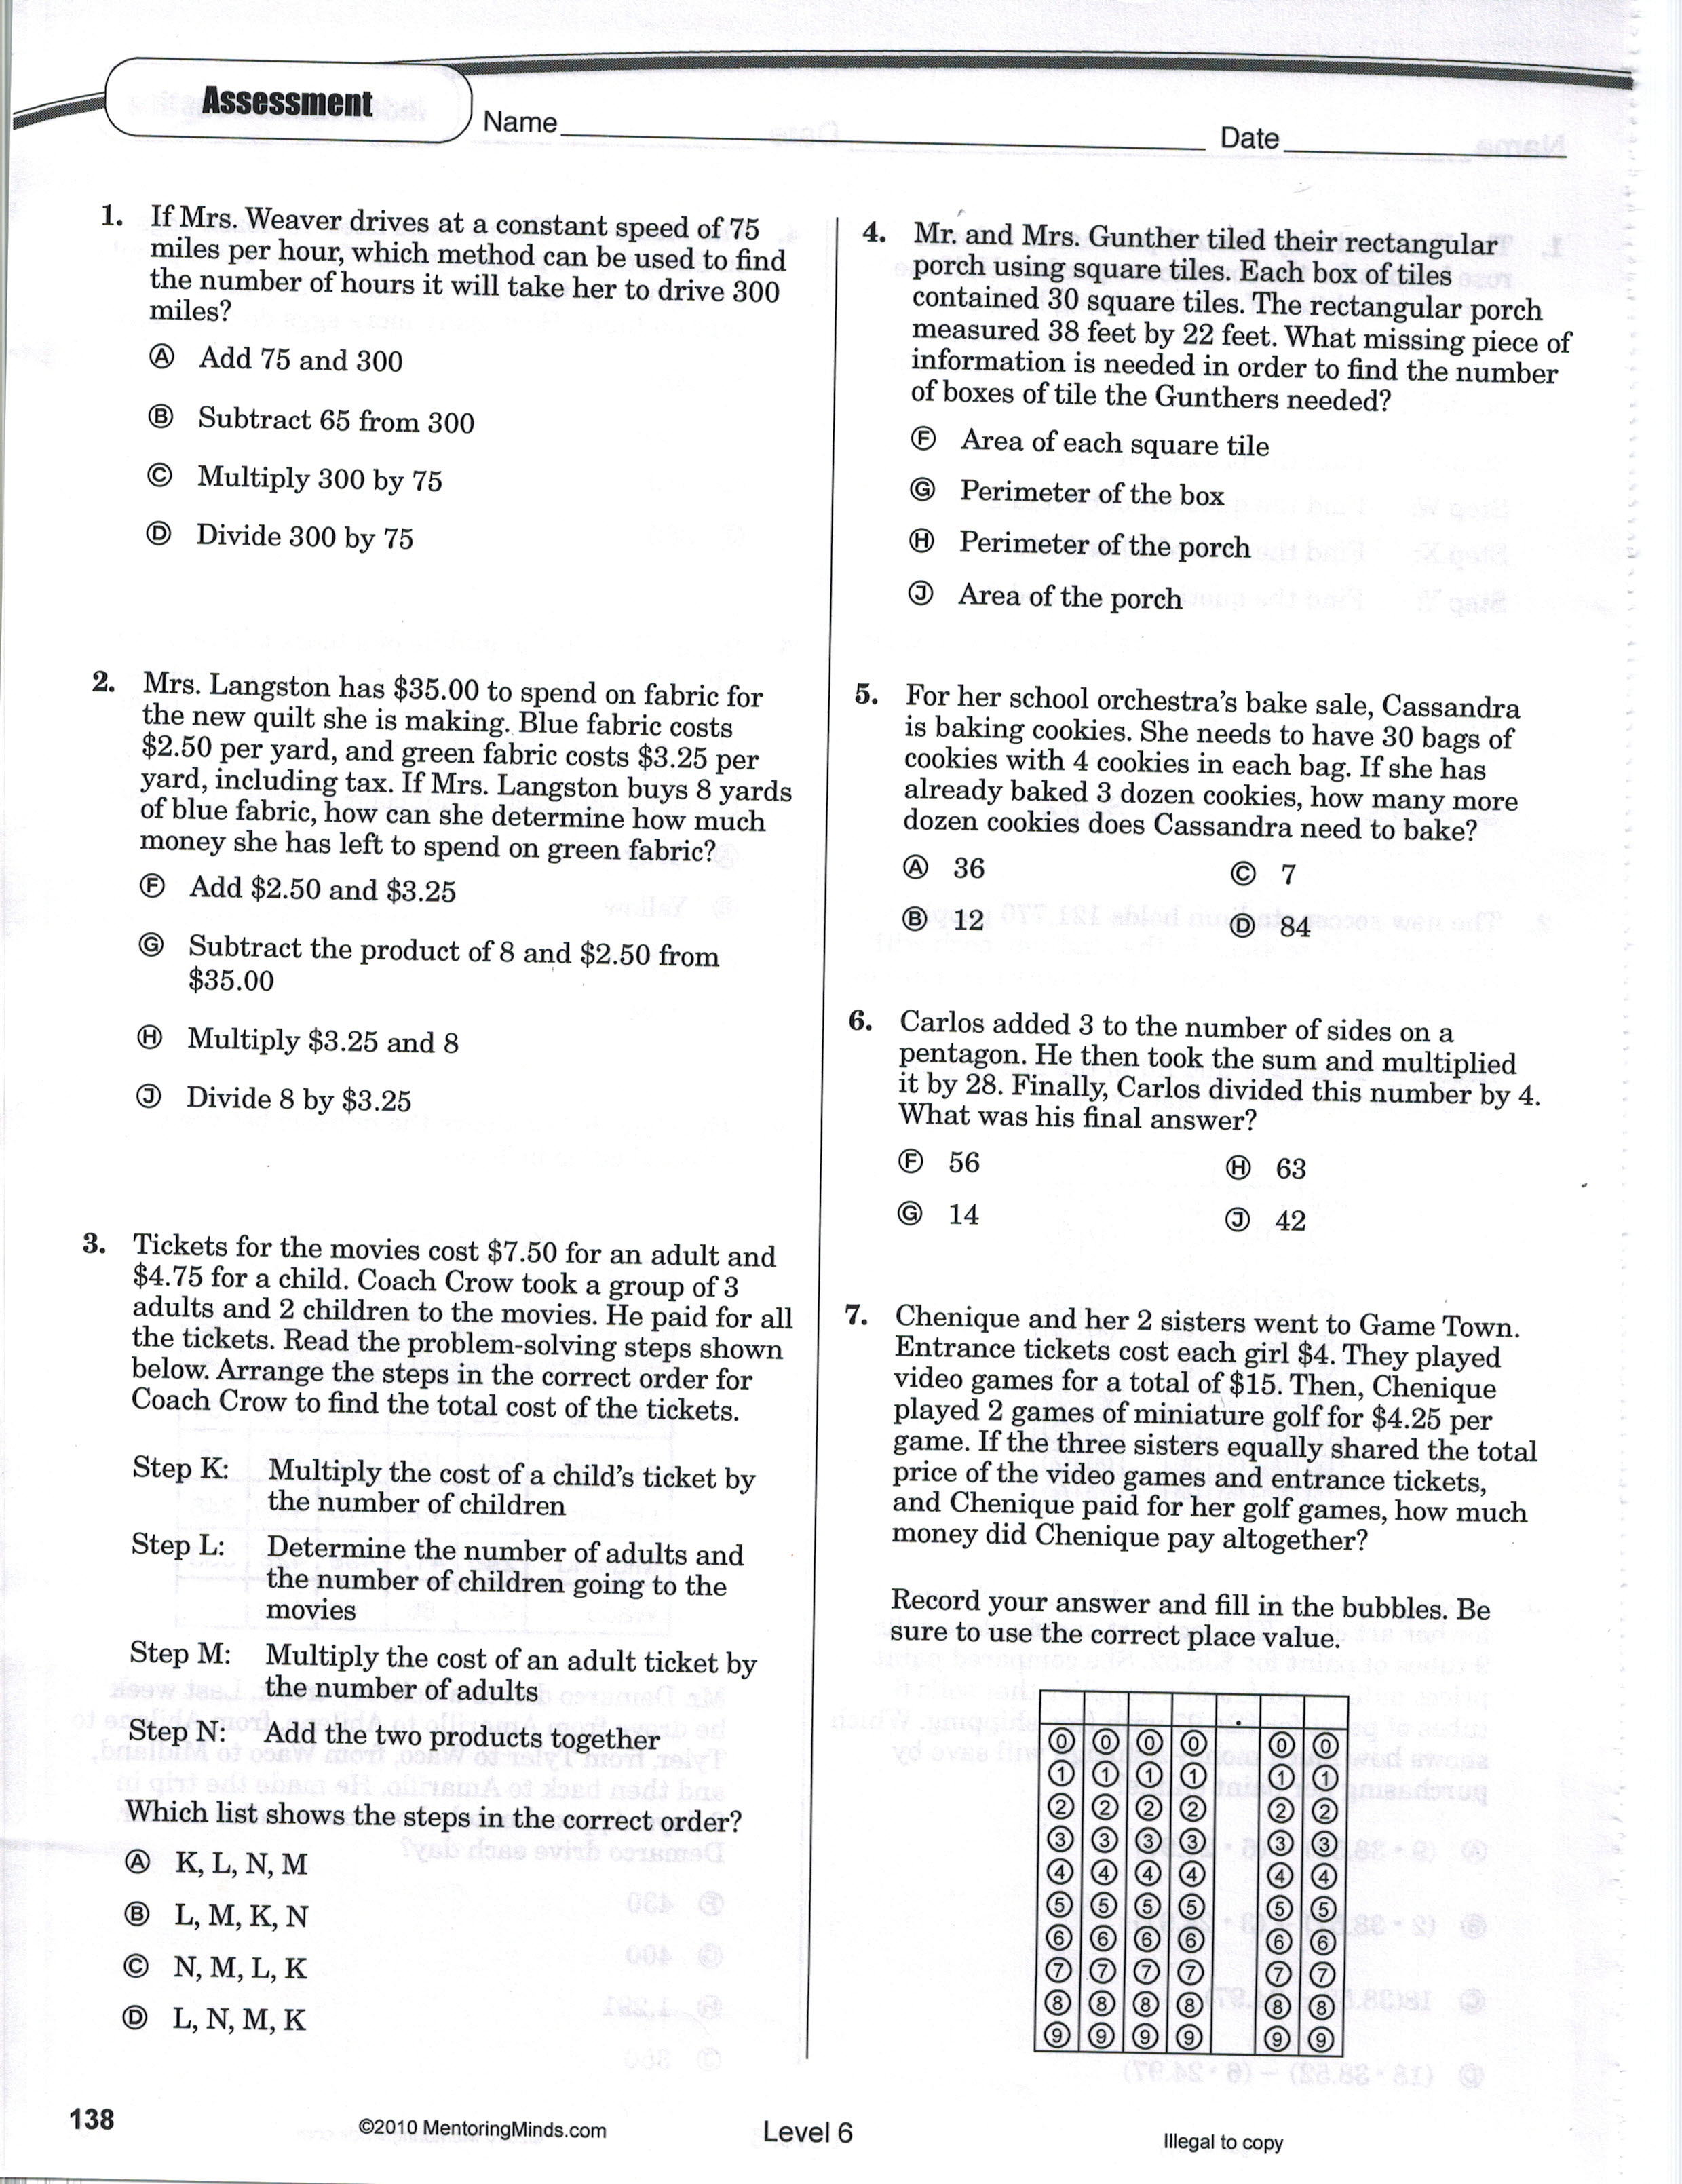 Assessment
Name
Date
1. If Mrs. Weaver drives at a constant speed of 75
miles per hour, which method can be used to find
the number of hours it will take her to drive 300
miles?
Ⓐ Add 75 and 300
Ⓑ Subtract 65 from 300
Ⓒ Multiply 300 by 75
Ⓓ Divide 300 by 75
2. Mrs. Langston has $35.00 to spend on fabric for
the new quilt she is making. Blue fabric costs
$2.50 per yard, and green fabric costs $3.25 per
yard, including tax. If Mrs. Langston buys 8 yards
of blue fabric, how can she determine how much
money she has left to spend on green fabric?
Ⓕ Add $2.50 and $3.25
Ⓖ Subtract the product of 8 and $2.50 from
$35.00
Ⓗ Multiply $3.25 and 8
Ⓙ Divide 8 by $3.25
3. Tickets for the movies cost $7.50 for an adult and
$4.75 for a child. Coach Crow took a group of 3
adults and 2 children to the movies. He paid for all
the tickets. Read the problem-solving steps shown
below. Arrange the steps in the correct order for
Coach Crow to find the total cost of the tickets.
Step K: Multiply the cost of a child's ticket by
the number of children
Step L: Determine the number of adults and
the number of children going to the
movies
Step M: Multiply the cost of an adult ticket by
the number of adults
Step N: Add the two products together
Which list shows the steps in the correct order?
Ⓐ K, L, N, M
Ⓑ L, M, K, N
Ⓒ N, M, L, K
Ⓓ L, N, M, K
4. Mr. and Mrs. Gunther tiled their rectangular
porch using square tiles. Each box of tiles
contained 30 square tiles. The rectangular porch
measured 38 feet by 22 feet. What missing piece of
information is needed in order to find the number
of boxes of tile the Gunthers needed?
Ⓕ Area of each square tile
Ⓖ Perimeter of the box
Ⓗ Perimeter of the porch
Ⓙ Area of the porch
5. For her school orchestra's bake sale, Cassandra
is baking cookies. She needs to have 30 bags of
cookies with 4 cookies in each bag. If she has
already baked 3 dozen cookies, how many more
dozen cookies does Cassandra need to bake?
Ⓐ 36 Ⓒ 7
Ⓑ 12 Ⓓ 84
6. Carlos added 3 to the number of sides on a
pentagon. He then took the sum and multiplied
it by 28. Finally, Carlos divided this number by 4.
What was his final answer?
Ⓕ 56 Ⓗ 63
Ⓖ 14 Ⓙ 42
7. Chenique and her 2 sisters went to Game Town.
Entrance tickets cost each girl $4. They played
video games for a total of $15. Then, Chenique
played 2 games of miniature golf for $4.25 per
game. If the three sisters equally shared the total
price of the video games and entrance tickets,
and Chenique paid for her golf games, how much
money did Chenique pay altogether?
Record your answer and fill in the bubbles. Be
sure to use the correct place value.
.
⓪ ⓪ ⓪ ⓪ ⓪ ⓪
① ① ① ① ① ①
② ② ② ② ② ②
③ ③ ③ ③ ③ ③
④ ④ ④ ④ ④ ④
⑤ ⑤ ⑤ ⑤ ⑤ ⑤
⑥ ⑥ ⑥ ⑥ ⑥ ⑥
⑦ ⑦ ⑦ ⑦ ⑦ ⑦
⑧ ⑧ ⑧ ⑧ ⑧ ⑧
⑨ ⑨ ⑨ ⑨ ⑨ ⑨
138
©2010 MentoringMinds.com
Level 6
Illegal to copy